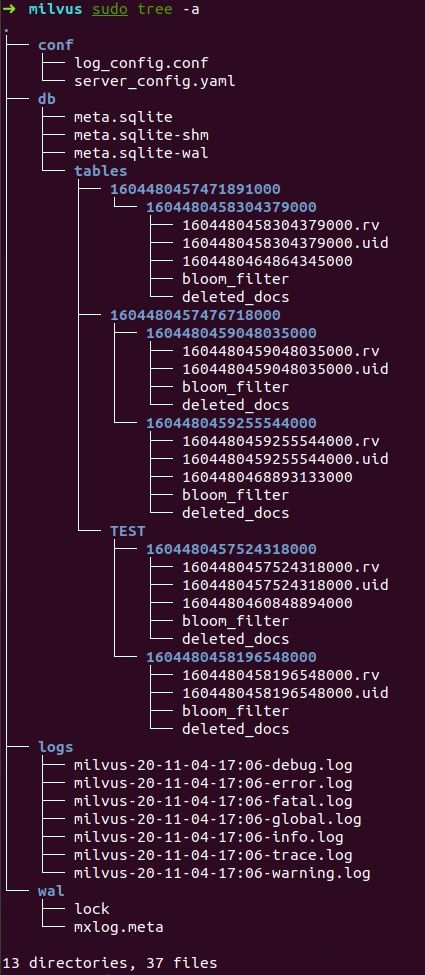 ➜ milvus sudo tree -a
.
├── conf
│   ├── log_config.conf
│   └── server_config.yaml
├── db
│   ├── meta.sqlite
│   ├── meta.sqlite-shm
│   ├── meta.sqlite-wal
│   └── tables
│       ├── 1604480457471891000
│       │   └── 1604480458304379000
│       │       ├── 1604480458304379000.rv
│       │       ├── 1604480458304379000.uid
│       │       ├── 1604480464864345000
│       │       ├── bloom_filter
│       │       └── deleted_docs
│       ├── 1604480457476718000
│       │   ├── 1604480459048035000
│       │   │   ├── 1604480459048035000.rv
│       │   │   ├── 1604480459048035000.uid
│       │   │   ├── bloom_filter
│       │   │   └── deleted_docs
│       │   └── 1604480459255544000
│       │       ├── 1604480459255544000.rv
│       │       ├── 1604480459255544000.uid
│       │       ├── 1604480468893133000
│       │       ├── bloom_filter
│       │       └── deleted_docs
│       └── TEST
│           ├── 1604480457524318000
│           │   ├── 1604480457524318000.rv
│           │   ├── 1604480457524318000.uid
│           │   ├── 1604480460848894000
│           │   ├── bloom_filter
│           │   └── deleted_docs
│           └── 1604480458196548000
│               ├── 1604480458196548000.rv
│               ├── 1604480458196548000.uid
│               ├── bloom_filter
│               └── deleted_docs
├── logs
│   ├── milvus-20-11-04-17:06-debug.log
│   ├── milvus-20-11-04-17:06-error.log
│   ├── milvus-20-11-04-17:06-fatal.log
│   ├── milvus-20-11-04-17:06-global.log
│   ├── milvus-20-11-04-17:06-info.log
│   ├── milvus-20-11-04-17:06-trace.log
│   └── milvus-20-11-04-17:06-warning.log
└── wal
    ├── lock
    └── mxlog.meta
13 directories, 37 files